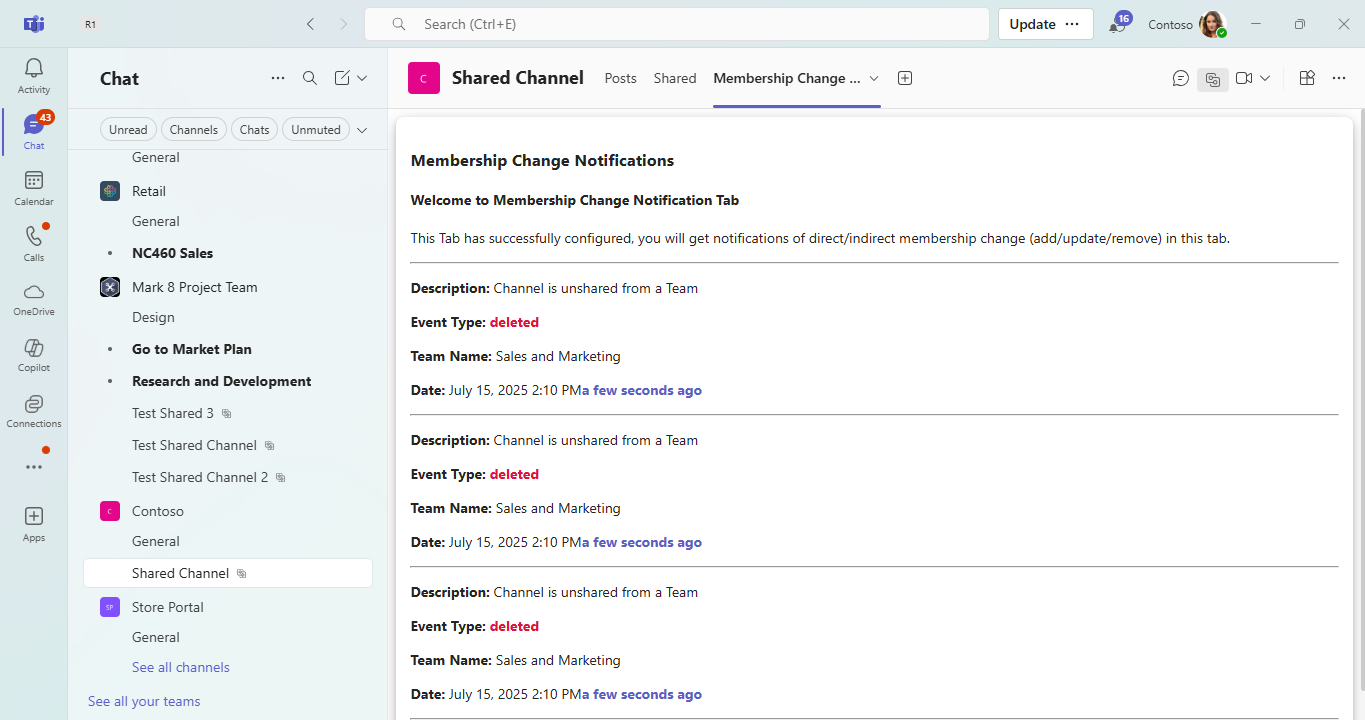 R1
Search (Ctrl+E)
Update
16
Contoso
Activity
43
Chat
Calendar
Calls
OneDrive
Copilot
Connections
Apps
Chat
Unread
Channels
Chats
Unmuted
General
Retail
General
NC460 Sales
Mark 8 Project Team
Design
Go to Market Plan
Research and Development
Test Shared 3
Test Shared Channel
Test Shared Channel 2
C
Contoso
General
Shared Channel
SP
Store Portal
General
See all channels
See all your teams
C
Shared Channel
Posts
Shared
Membership Change ...
Membership Change Notifications
Welcome to Membership Change Notification Tab
This Tab has successfully configured, you will get notifications of direct/indirect membership change (add/update/remove) in this tab.
Description: Channel is unshared from a Team
Event Type: deleted
Team Name: Sales and Marketing
Date: July 15, 2025 2:10 PMa few seconds ago
Description: Channel is unshared from a Team
Event Type: deleted
Team Name: Sales and Marketing
Date: July 15, 2025 2:10 PMa few seconds ago
Description: Channel is unshared from a Team
Event Type: deleted
Team Name: Sales and Marketing
Date: July 15, 2025 2:10 PMa few seconds ago